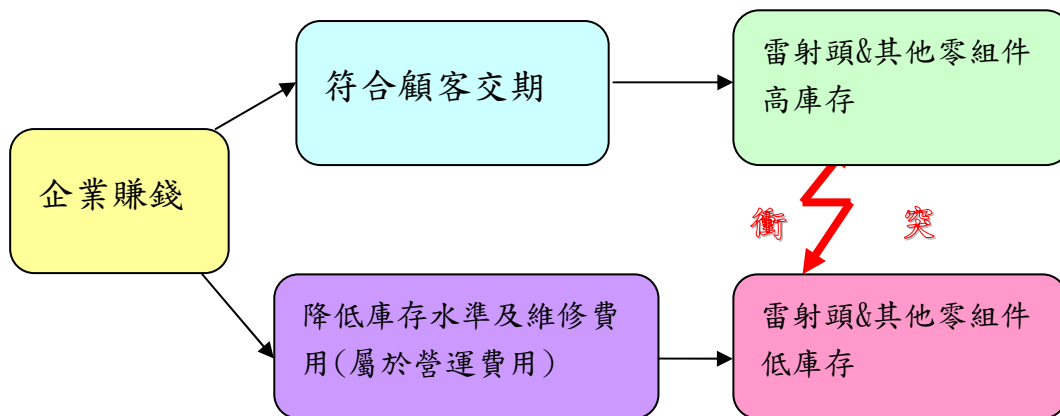 符合顧客交期
雷射頭&其他零組件
高庫存
企業賺錢
衝 突
降低庫存水準及維修費
用(屬於營運費用)
雷射頭&其他零組件
低庫存